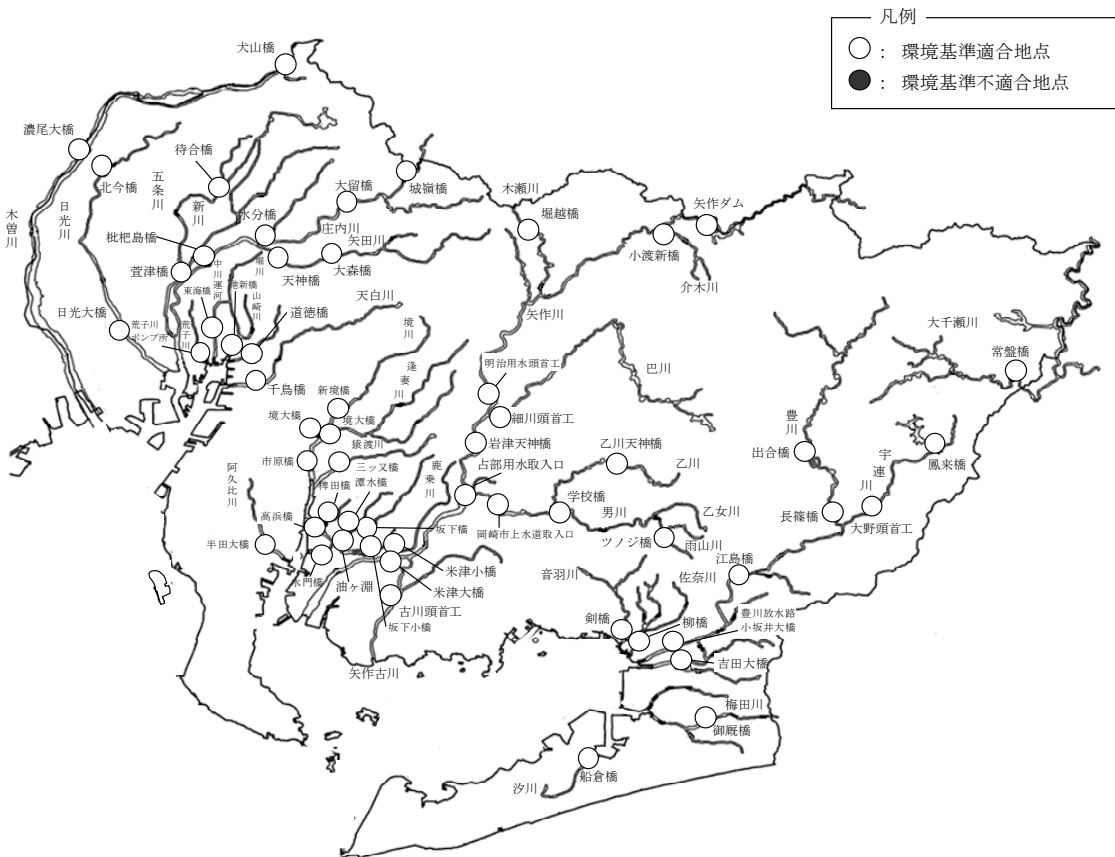 凡例
○ : 環境基準適合地点
● : 環境基準不適合地点
犬山橋
濃尾大橋
北今橋
木曽川
日光川
五条川
新川
待合橋
水分橋
枇杷島橋
萱津橋
大留橋
庄内川
城嶺橋
矢田川
大森橋
天神橋
堀川
中川運河
東海橋
港新橋
山崎川
道徳橋
荒子川
ポンプ所
荒子川
日光大橋
千鳥橋
天白川
木瀬川
堀越橋
矢作ダム
小渡新橋
介木川
矢作川
境川
逢妻川
新境橋
境大橋
境大橋
市原橋
猿渡川
三ッ又橋
明治用水頭首工
細川頭首工
岩津天神橋
巴川
占部用水取入口
鹿乗川
乙川天神橋
乙川
学校橋
男川
岡崎市上水道取入口
乙女川
ツノジ橋
雨山川
阿久比川
半田大橋
高浜橋
稗田橋
潭水橋
坂下橋
水門橋
油ヶ淵
米津小橋
米津大橋
古川頭首工
坂下小橋
矢作古川
大千瀬川
常盤橋
豊川
出合橋
宇連川
鳳来橋
長篠橋
大野頭首工
江島橋
音羽川
佐奈川
剣橋
柳橋
豊川放水路
小坂井大橋
吉田大橋
梅田川
御厩橋
船倉橋
汐川